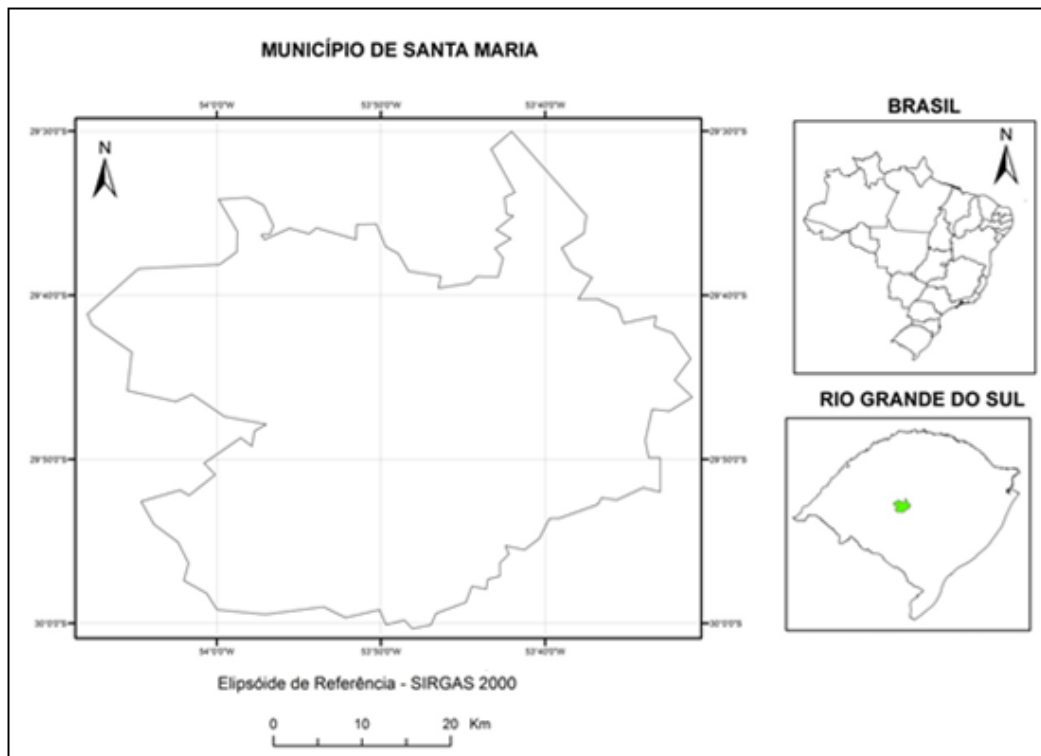 MUNICÍPIO DE SANTA MARIA
54°0'0"W 53°50'0"W 53°40'0"W
N
29°30'0"S 29°30'0"S
29°40'0"S 29°40'0"S
29°50'0"S 29°50'0"S
30°0'0"S 30°0'0"S
54°0'0"W 53°50'0"W 53°40'0"W
Elipsóide de Referência - SIRGAS 2000
0 10 20 Km
BRASIL
N
RIO GRANDE DO SUL